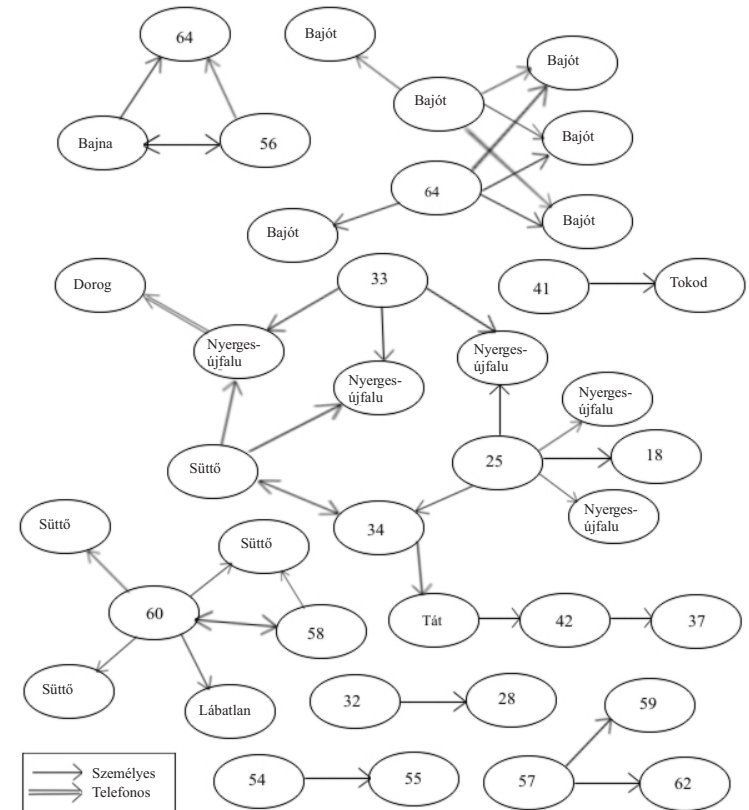 64
Bajót
Bajót
Bajót
Bajna
56
Bajót
64
Bajót
Bajót
Dorog
33
41
Tokod
Nyerges-
újfalu
Nyerges-
újfalu
Nyerges-
újfalu
Nyerges-
újfalu
Süttő
25
18
Nyerges-
újfalu
Süttő
34
Süttő
60
58
Tát
42
37
Süttő
Lábatlan
32
28
59
Személyes
Telefonos
54
55
57
62